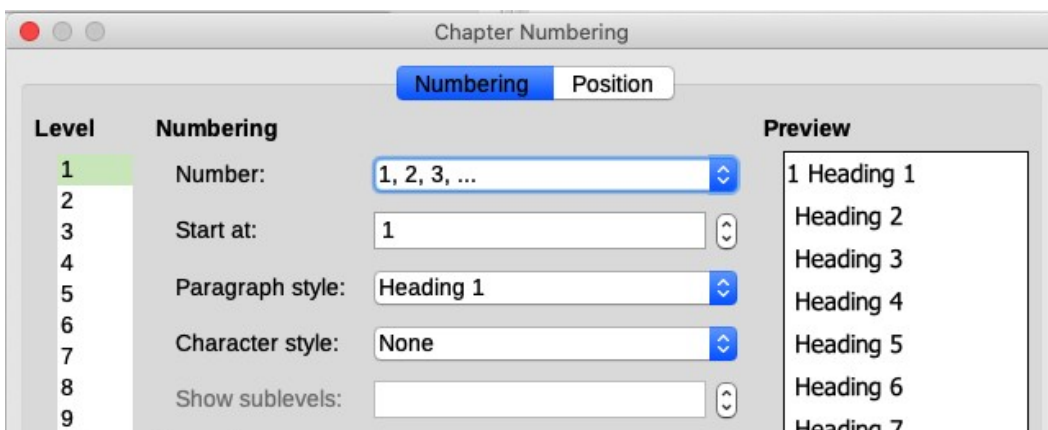 Chapter Numbering
Numbering Position
Level Numbering Preview
1 Number: 1, 2, 3, ... 1 Heading 1
2 Heading 2
3 Start at: 1 Heading 3
4 Heading 4
5 Paragraph style: Heading 1 Heading 5
6 Heading 6
7 Character style: None Heading 7
8 Show sublevels:
9